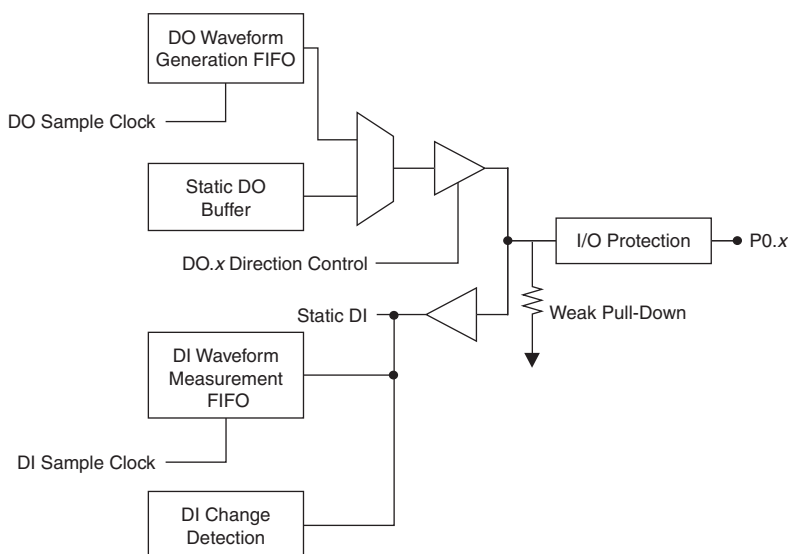 DO Waveform
Generation FIFO
DO Sample Clock
Static DO
Buffer
I/O Protection
P0.x
DO.x Direction Control
Static DI
Weak Pull-Down
DI Waveform
Measurement
FIFO
DI Sample Clock
DI Change
Detection